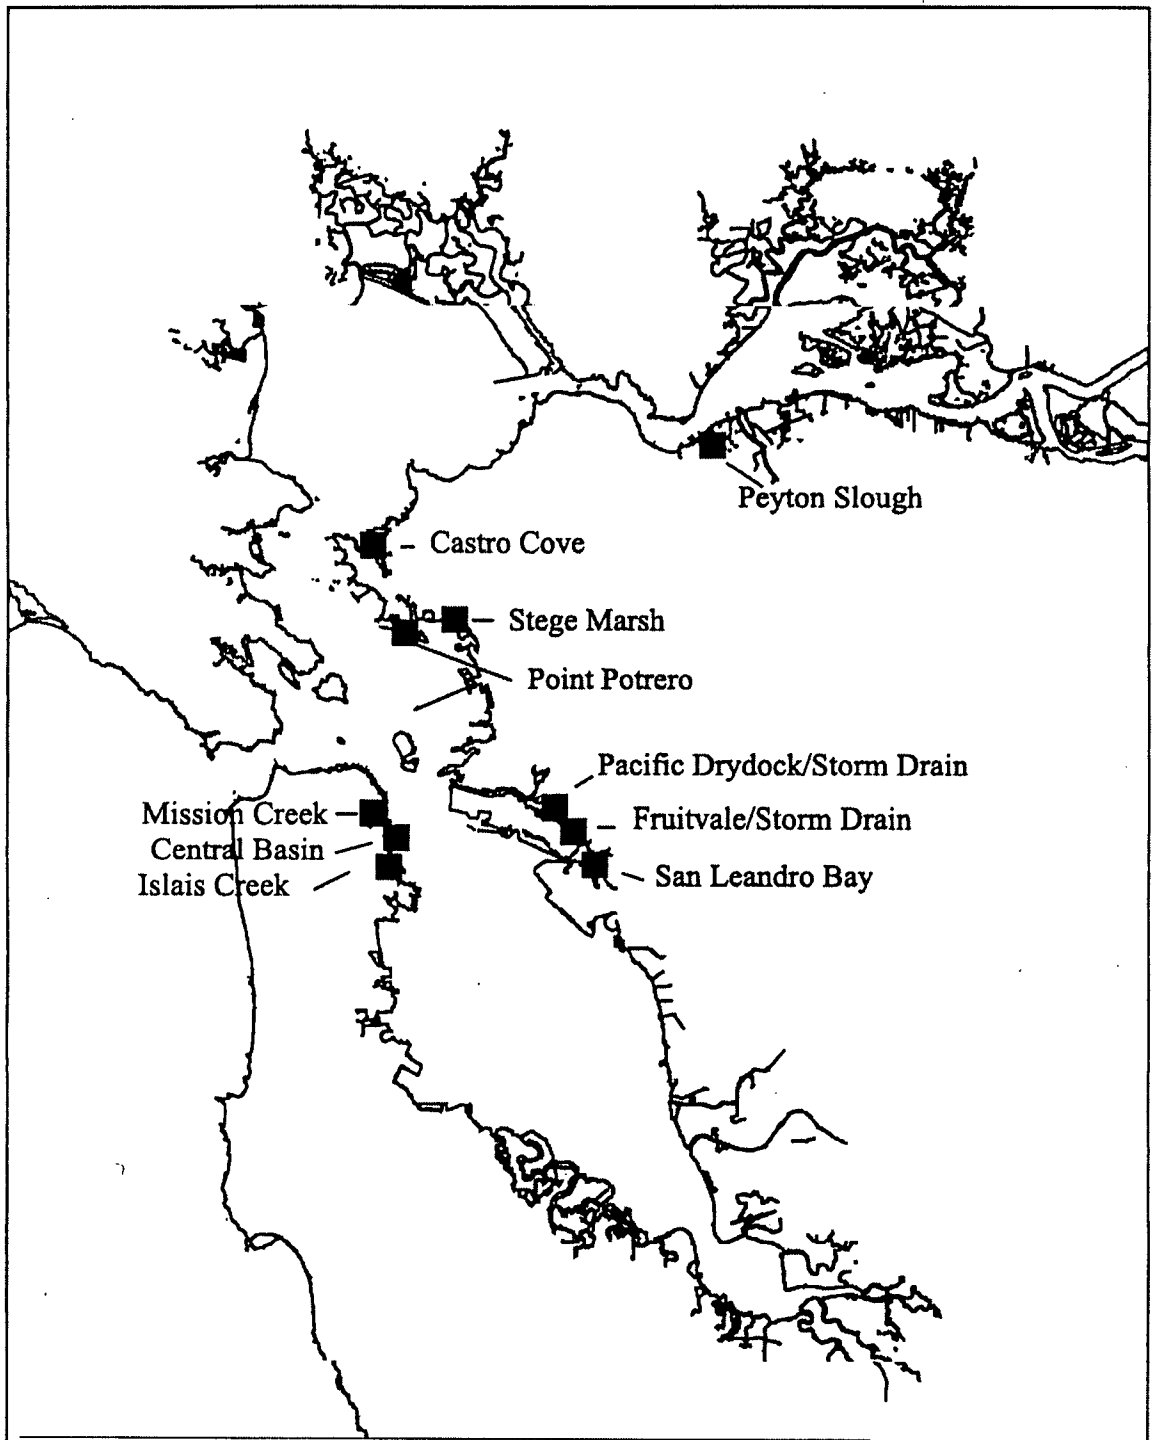 Peyton Slough
Castro Cove
Stege Marsh
Point Potrero
Pacific Drydock/Storm Drain
Mission Creek
Fruitvale/Storm Drain
Central Basin
San Leandro Bay
Islais Creek